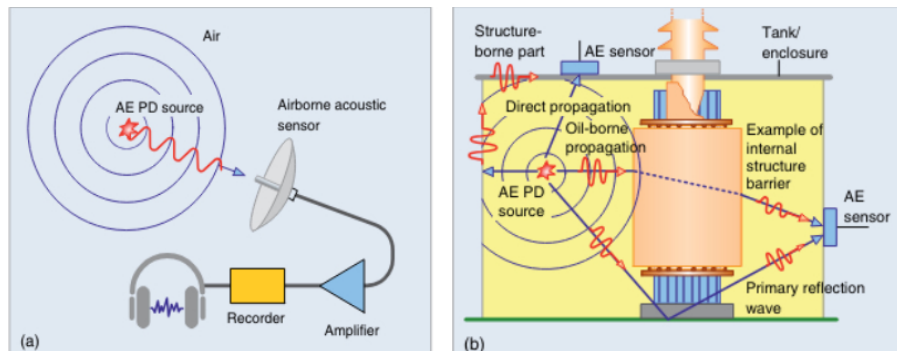 Air
AE PD source
Airborne acoustic
sensor
Recorder
Amplifier
(a)
Structure-
borne part
AE sensor
Tank/
enclosure
Direct propagation
Oil-borne
propagation
Example of
internal
structure
barrier
AE PD
source
AE
sensor
Primary reflection
wave
(b)